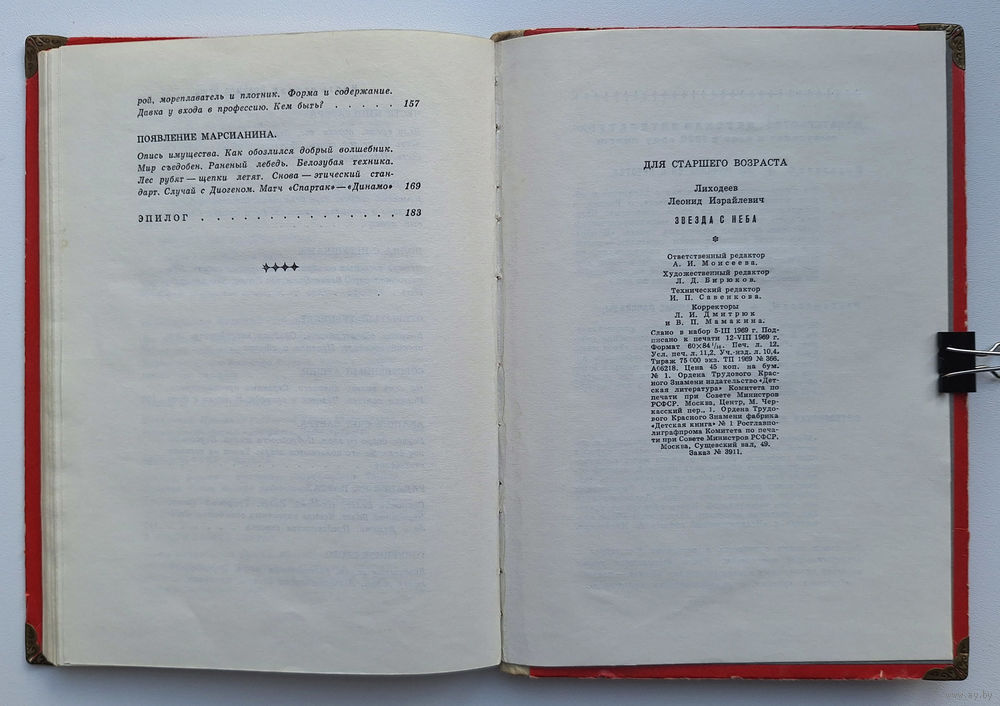 рой, мореплаватель и плотник. Форма и содержание.
Давка у входа в профессию. Кем быть? . . . . . 157
ПОЯВЛЕНИЕ МАРСИАНИНА.
Опись имущества. Как обозлился добрый волшебник.
Мир съедобен. Раненый лебедь. Белозубая техника.
Лес рубят — щепки летят. Снова — этический стан-
дарт. Случай с Диогеном. Матч «Спартак» — «Динамо» 169
ЭПИЛОГ . . . . . . . . . . . . . . . 183
ДЛЯ СТАРШЕГО ВОЗРАСТА
Лиходеев
Леонид Израйлевич
ЗВЕЗДА С НЕБА
Ответственный редактор
А. И. Моисеева.
Художественный редактор
Л. Д. Бирюков.
Технический редактор
И. П. Савенкова.
Корректоры
Л. И. Дмитрюк
и В. П. Мамакина.
Сдано в набор 5-III 1969 г. Под-
писано к печати 12-VIII 1969 г.
Формат 60×84 1/16. Печ. л. 12.
Усл. печ. л. 11,2. Уч.-изд. л. 10,4.
Тираж 75 000 экз. ТП 1969 № 366.
А06218. Цена 45 коп. на бум.
№ 1. Ордена Трудового Крас-
ного Знамени издательство «Дет-
ская литература» Комитета по
печати при Совете Министров
РСФСР. Москва, Центр, М. Чер-
касский пер., 1. Ордена Трудо-
вого Красного Знамени фабрика
«Детская книга» № 1 Росглавпо-
лиграфпрома Комитета по печа-
ти при Совете Министров РСФСР.
Москва, Сущевский вал, 49.
Заказ № 3911.
www.ay.by